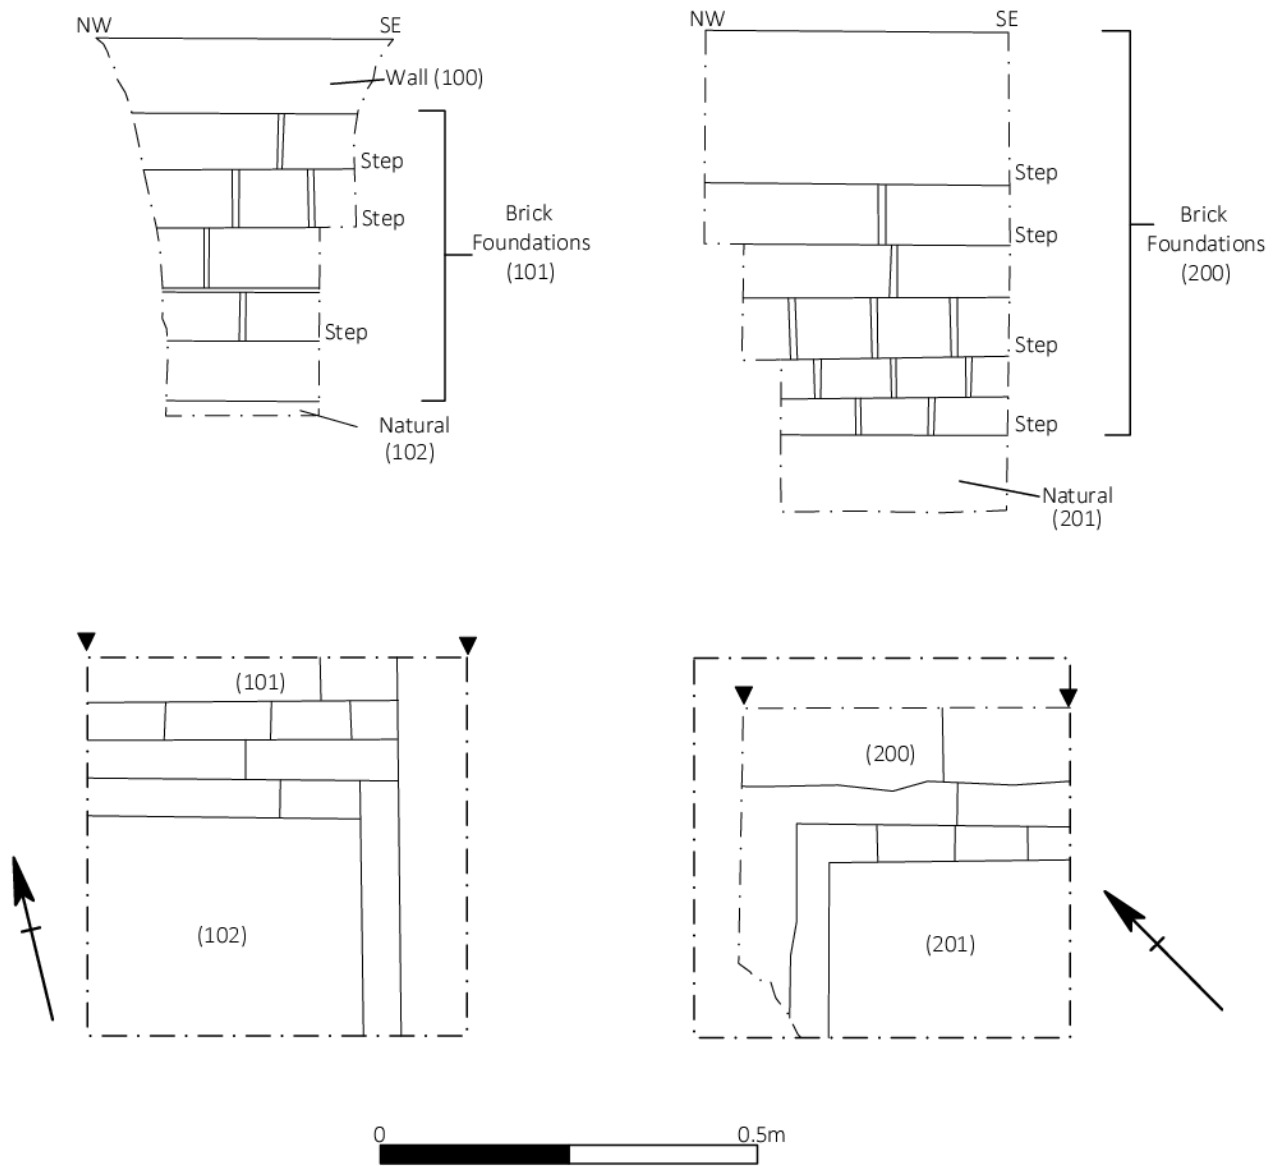 NW
SE
Wall (100)
Step
Step
Brick
Foundations
(101)
Step
Natural
(102)
NW
SE
Step
Step
Brick
Foundations
(200)
Step
Step
Natural
(201)
(101)
(102)
(200)
(201)
0
0.5m